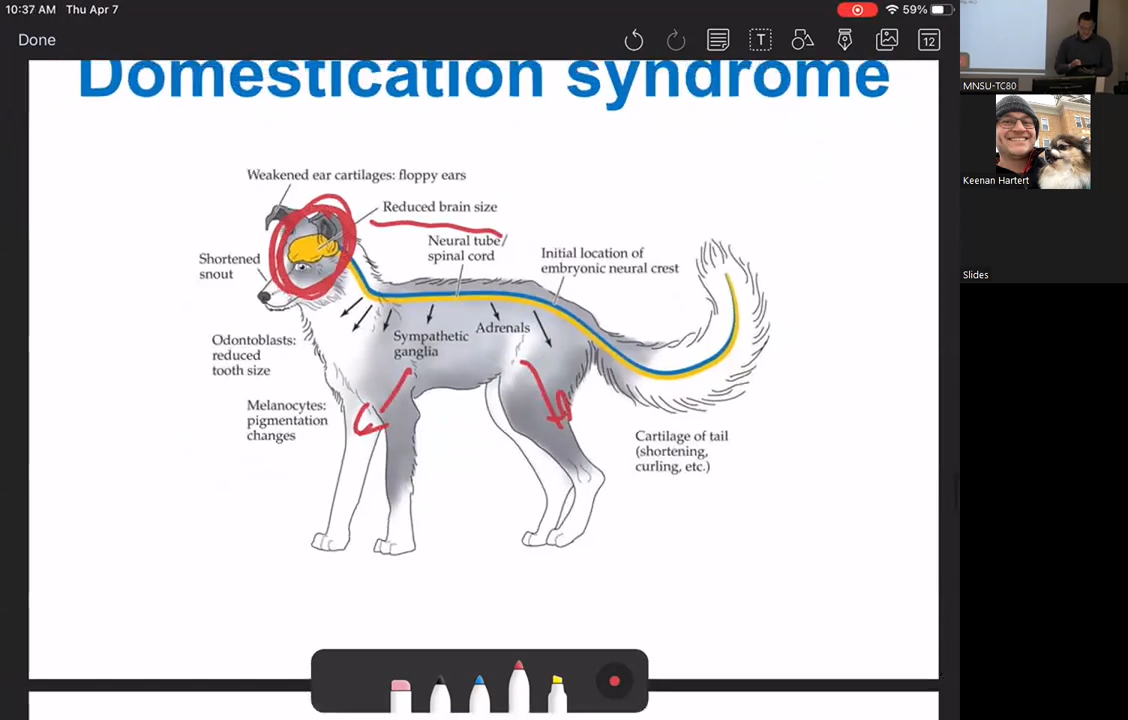 10:37 AM Thu Apr 7
59%
Done
T
12
Domestication syndrome
Weakened ear cartilages: floppy ears
Reduced brain size
Neural tube/
spinal cord
Initial location of
embryonic neural crest
Shortened
snout
Sympathetic
ganglia
Adrenals
Odontoblasts:
reduced
tooth size
Melanocytes:
pigmentation
changes
Cartilage of tail
(shortening,
curling, etc.)
MNSU-TC80
Keenan Hartert
Slides